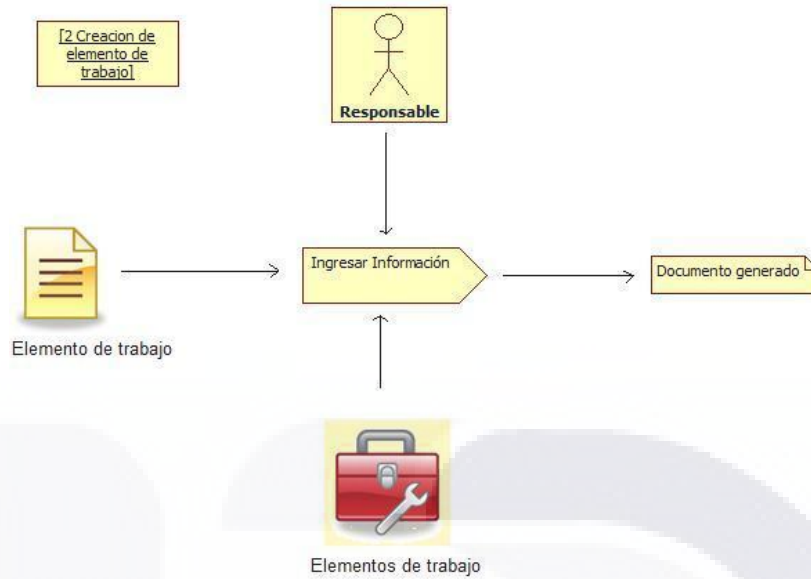 [2 Creacion de
elemento de
trabajo]
Responsable
Ingresar Información
Documento generado
Elemento de trabajo
Elementos de trabajo